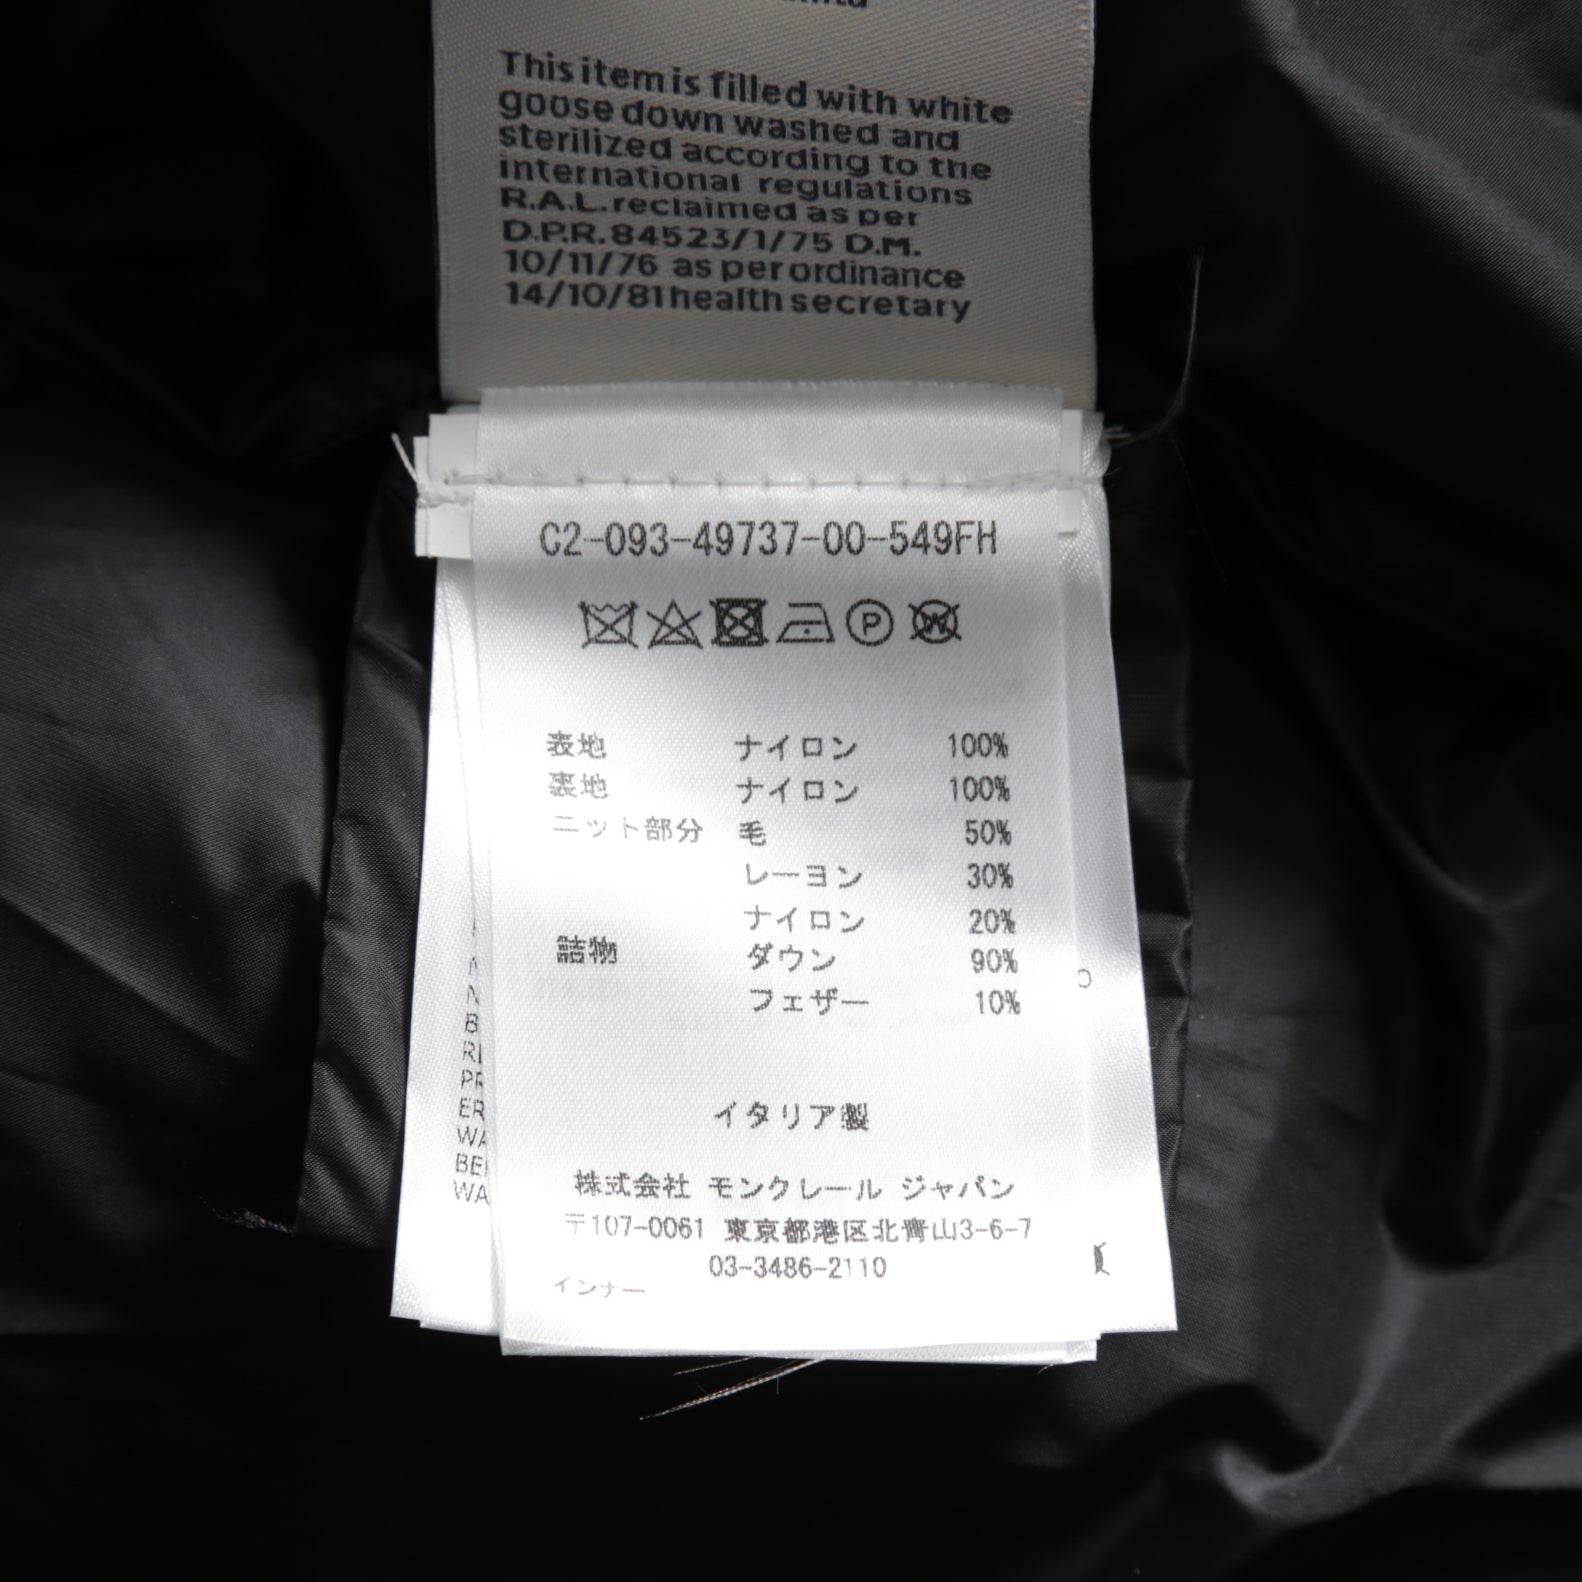 This item is filled with white
goose down washed and
sterilized according to the
international regulations
R.A.L. reclaimed as per
D.P.R. 84523/1/75 D.M.
10/11/76 as per ordinance
14/10/81 health secretary
C2-093-49737-00-549FH
P W
表地 ナイロン 100%
裏地 ナイロン 100%
ニット部分 毛 50%
レーヨン 30%
ナイロン 20%
詰物 ダウン 90%
フェザー 10%
イタリア製
株式会社 モンクレール ジャパン
〒107-0061 東京都港区北青山3-6-7
03-3486-2110
インナー
B
RE
PR
ER
WA
BE
WA